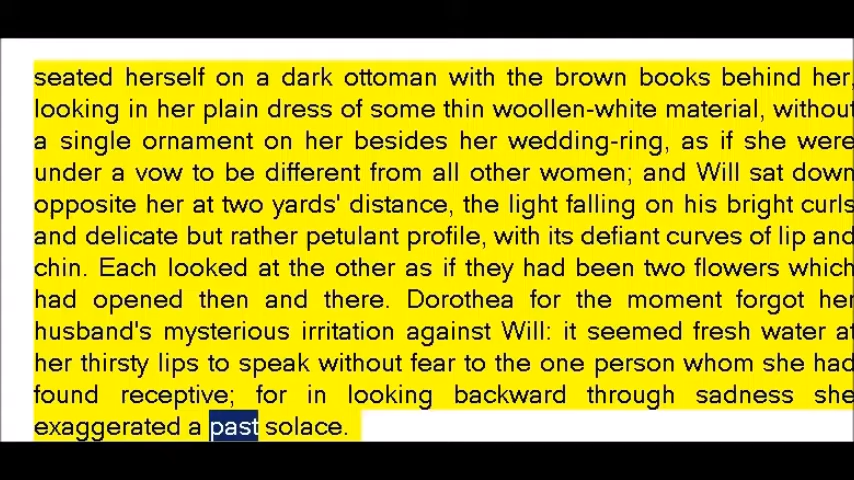 seated herself on a dark ottoman with the brown books behind her,
looking in her plain dress of some thin woollen-white material, without
a single ornament on her besides her wedding-ring, as if she were
under a vow to be different from all other women; and Will sat down
opposite her at two yards' distance, the light falling on his bright curls
and delicate but rather petulant profile, with its defiant curves of lip and
chin. Each looked at the other as if they had been two flowers which
had opened then and there. Dorothea for the moment forgot her
husband's mysterious irritation against Will: it seemed fresh water at
her thirsty lips to speak without fear to the one person whom she had
found receptive; for in looking backward through sadness she
exaggerated a past solace.